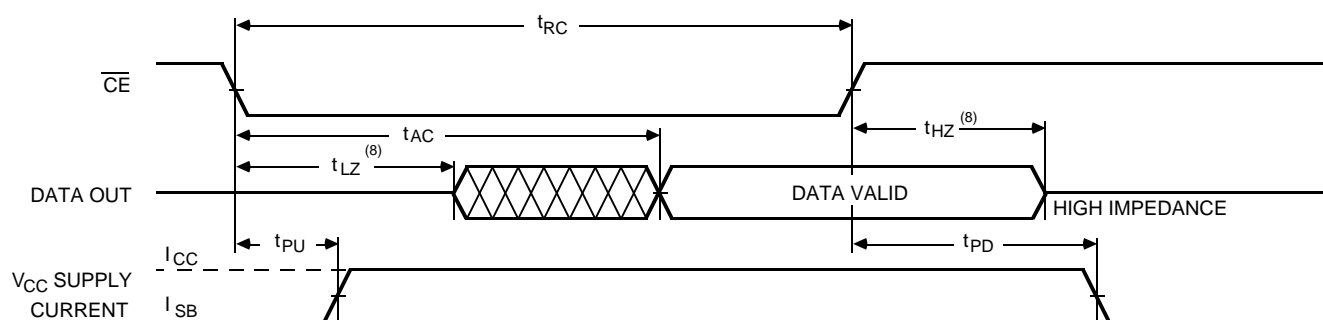 tRC
CE
tAC
tHZ (8)
tLZ (8)
DATA OUT
DATA VALID
HIGH IMPEDANCE
tPU
tPD
ICC
VCC SUPPLY
CURRENT
ISB